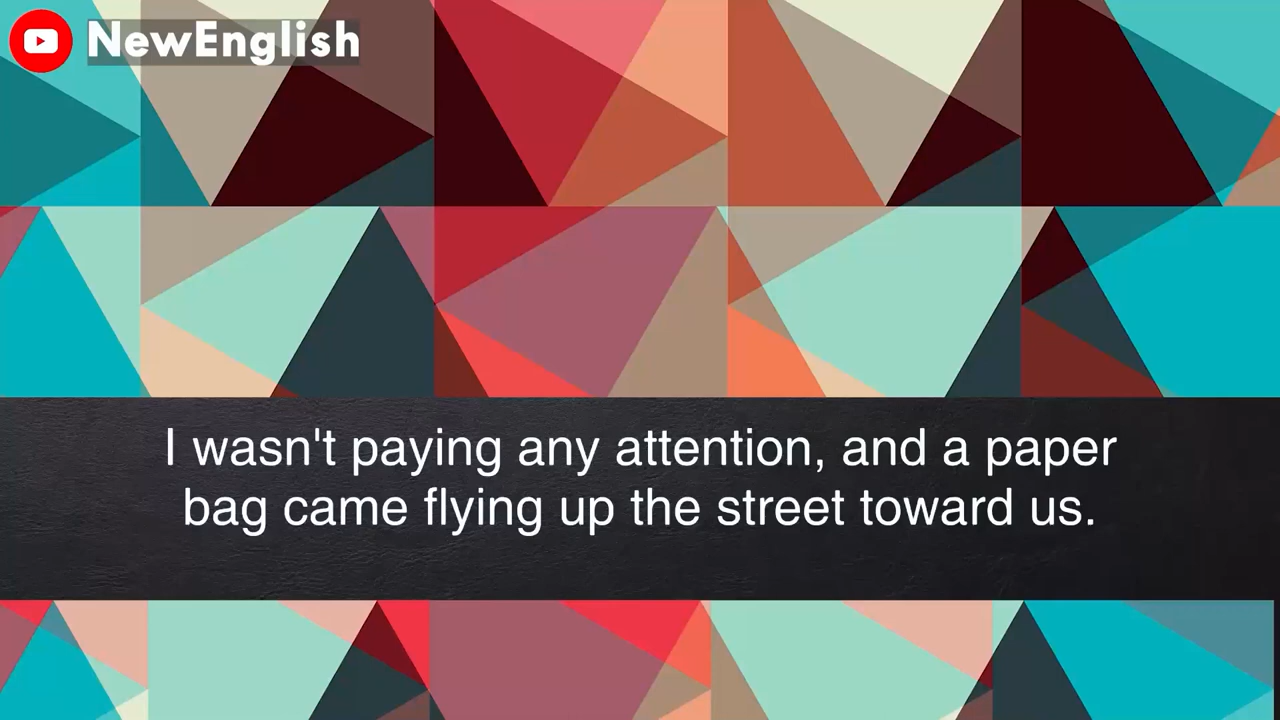 NewEnglish
I wasn't paying any attention, and a paper
bag came flying up the street toward us.